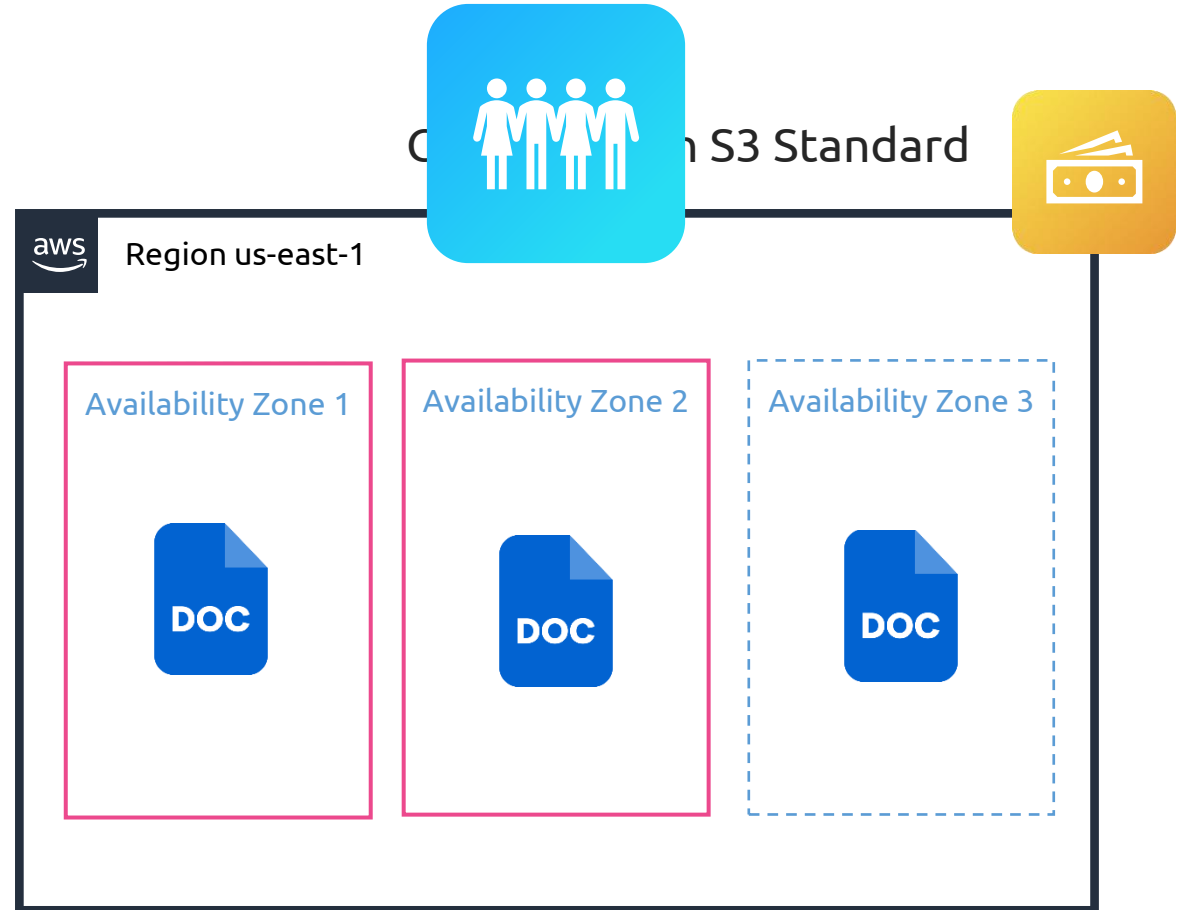 S3 Standard
aws
Region us-east-1
Availability Zone 1
Availability Zone 2
Availability Zone 3
DOC
DOC
DOC